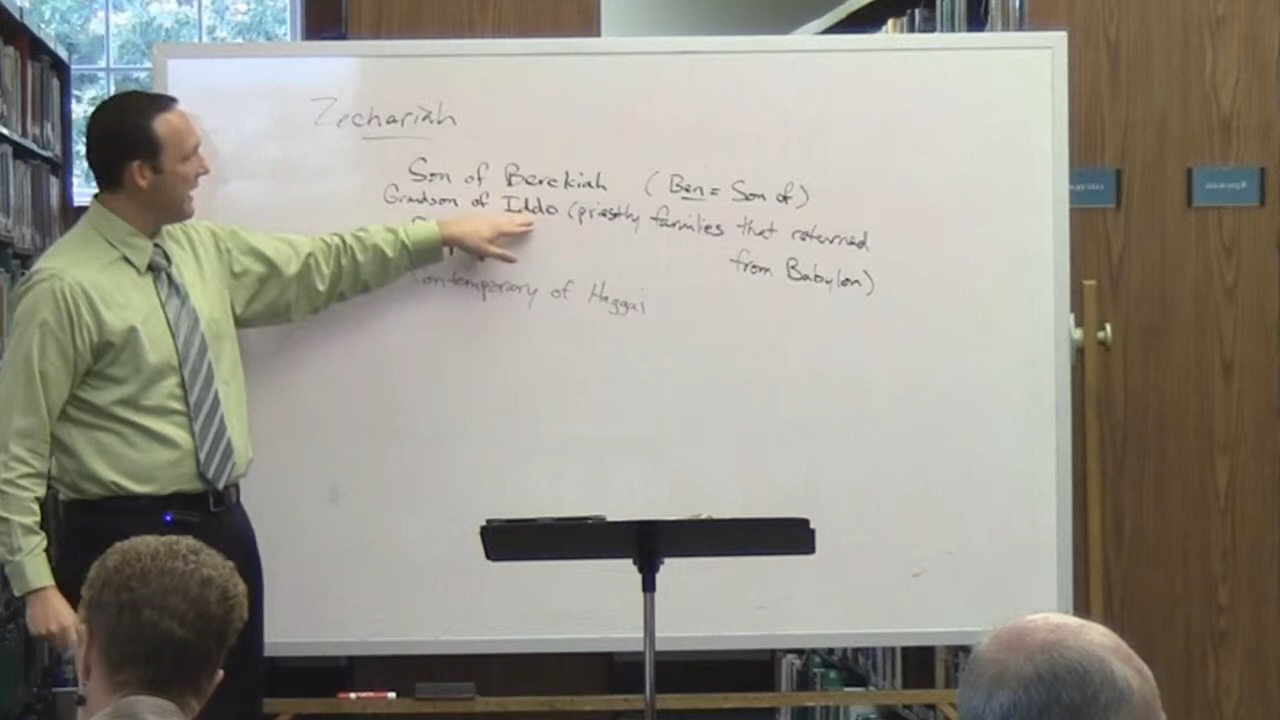 Zechariah
Son of Berekiah (Ben = Son of)
Grandson of Iddo (priestly families that returned
from Babylon)
Contemporary of Haggai